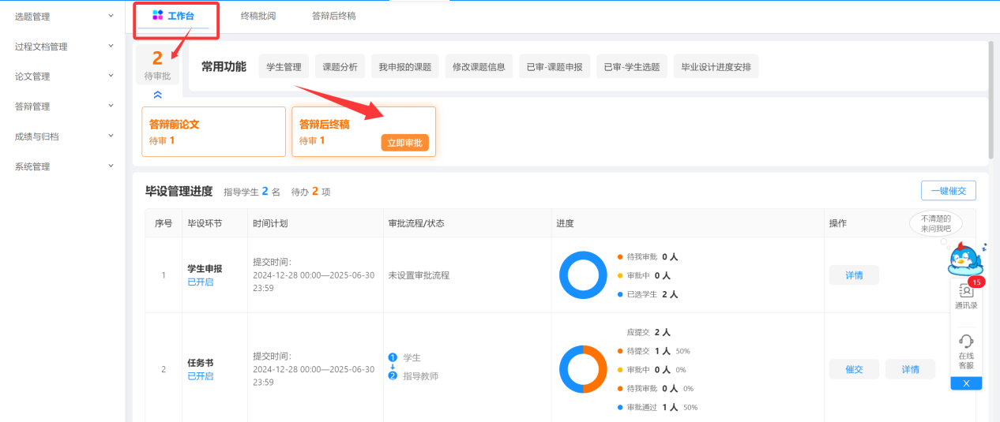 选题管理
过程文档管理
论文管理
答辩管理
成绩与归档
系统管理
工作台
终稿批阅
答辩后终稿
2
待审批
常用功能
学生管理
课题分析
我申报的课题
修改课题信息
已审-课题申报
已审-学生选题
毕业设计进度安排
答辩前论文
待审 1
答辩后终稿
待审 1
立即审批
毕设管理进度 指导学生 2 名 待办 2 项
一键催交
序号
毕设环节
时间计划
审批流程/状态
进度
操作
不清楚的
来问我吧
1
学生申报
已开启
提交时间：
2024-12-28 00:00—2025-06-30
23:59
未设置审批流程
待我审批 0 人
审批中 0 人
已选学生 2 人
详情
15
通讯录
2
任务书
已开启
提交时间：
2024-12-28 00:00—2025-06-30
23:59
1 学生
2 指导教师
应提交 2 人
待提交 1 人 50%
审批中 0 人 0%
待我审批 0 人 0%
审批通过 1 人 50%
催交
详情
在线
客服
X